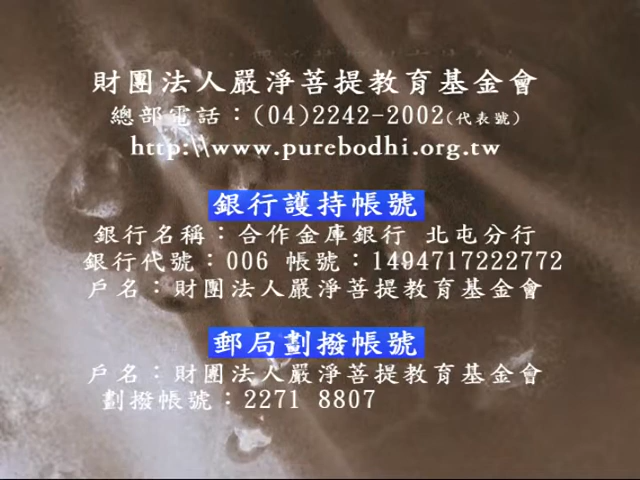 財團法人嚴淨菩提教育基金會
總部電話：(04)2242-2002(代表號)
http:\\www.purebodhi.org.tw
銀行護持帳號
銀行名稱：合作金庫銀行 北屯分行
銀行代號：006 帳號：1494717222772
戶名：財團法人嚴淨菩提教育基金會
郵局劃撥帳號
戶名：財團法人嚴淨菩提教育基金會
劃撥帳號：2271 8807